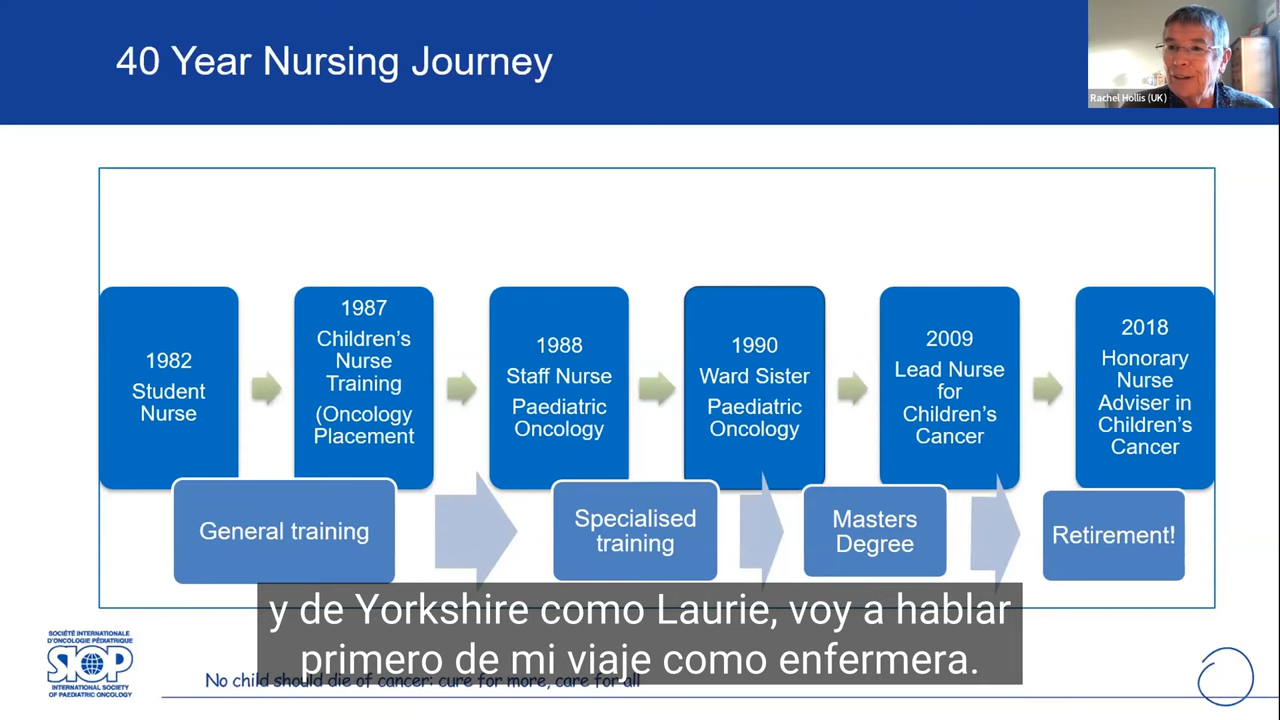 40 Year Nursing Journey
Rachel Hollis (UK)
1982
Student
Nurse
1987
Children's
Nurse
Training
(Oncology
Placement
1988
Staff Nurse
Paediatric
Oncology
1990
Ward Sister
Paediatric
Oncology
2009
Lead Nurse
for
Children's
Cancer
2018
Honorary
Nurse
Adviser in
Children's
Cancer
General training
Specialised
training
Masters
Degree
Retirement!
y de Yorkshire como Laurie, voy a hablar
primero de mi viaje como enfermera.
SOCIÉTÉ INTERNATIONALE
D'ONCOLOGIE PÉDIATRIQUE
SIOP
INTERNATIONAL SOCIETY
OF PAEDIATRIC ONCOLOGY
No child should die of cancer: cure for more, care for all